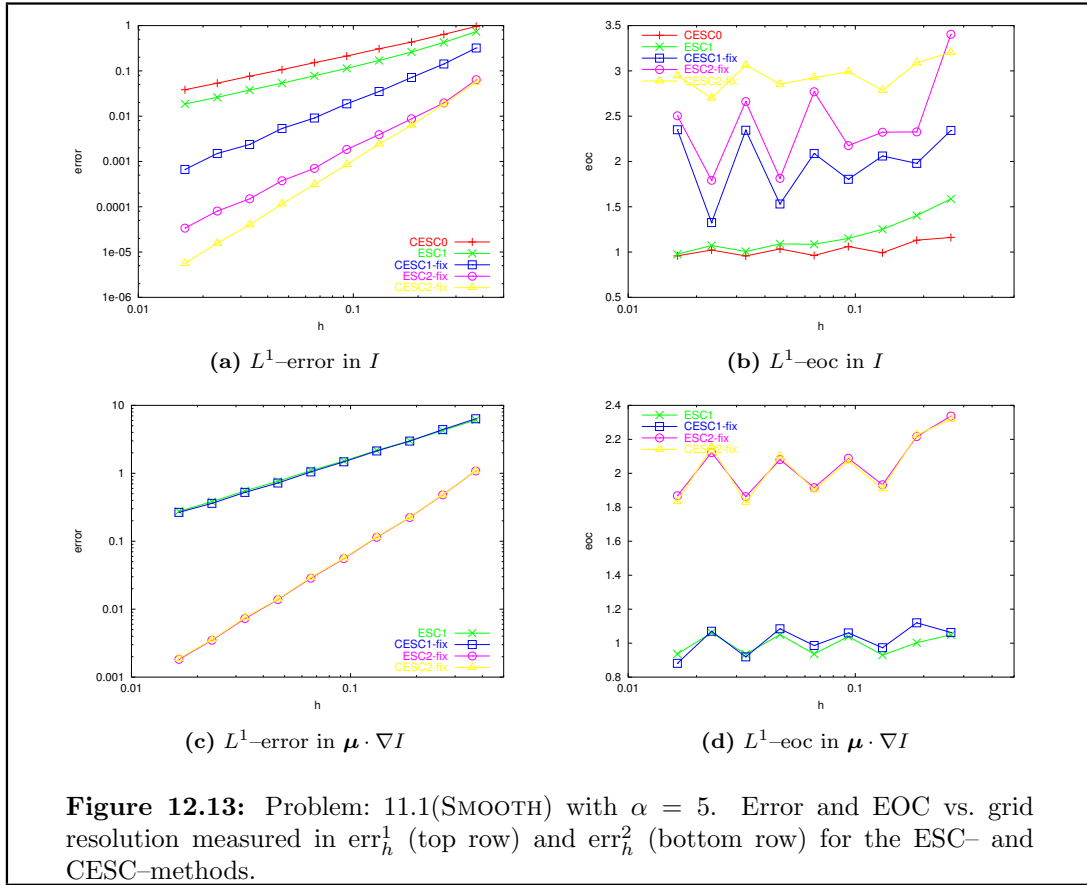 1
0.1
0.01
0.001
0.0001
1e-05
1e-06
error
0.01
0.1
h
CESC0
ESC1
CESC1-fix
ESC2-fix
CESC2-fix
(a) L¹–error in I
3.5
3
2.5
2
1.5
1
0.5
eoc
0.01
0.1
h
CESC0
ESC1
CESC1-fix
ESC2-fix
CESC2-fix
(b) L¹–eoc in I
10
1
0.1
0.01
0.001
error
0.01
0.1
h
ESC1
CESC1-fix
ESC2-fix
CESC2-fix
(c) L¹–error in μ · ∇I
2.4
2.2
2
1.8
1.6
1.4
1.2
1
0.8
eoc
0.01
0.1
h
ESC1
CESC1-fix
ESC2-fix
CESC2-fix
(d) L¹–eoc in μ · ∇I
Figure 12.13: Problem: 11.1(SMOOTH) with α = 5. Error and EOC vs. grid
resolution measured in err¹ₕ (top row) and err²ₕ (bottom row) for the ESC– and
CESC–methods.